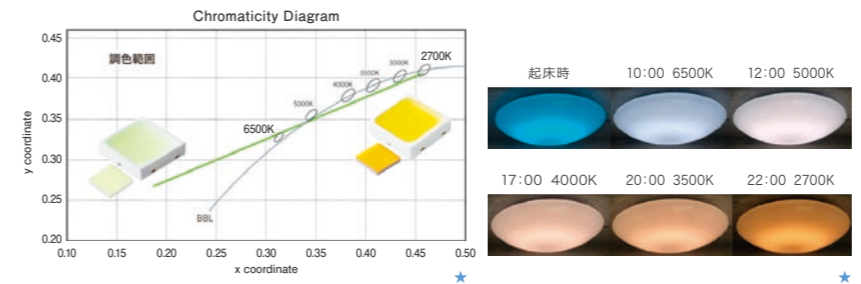 Chromaticity Diagram
0.45
0.40
0.35
0.30
0.25
0.20
y coordinate
調色範囲
2700K
3000K
3500K
4000K
5000K
6500K
BBL
0.10 0.15 0.20 0.25 0.30 0.35 0.40 0.45 0.50
x coordinate
★
起床時 10:00 6500K 12:00 5000K
17:00 4000K 20:00 3500K 22:00 2700K
★